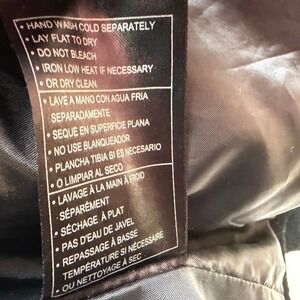 • HAND WASH COLD SEPARATELY
• LAY FLAT TO DRY
• DO NOT BLEACH
• IRON LOW HEAT IF NECESSARY
• OR DRY CLEAN
• LAVE A MANO CON AGUA FRIA
SEPARADAMENTE
• SEQUE EN SUPERFICIE PLANA
• NO USE BLANQUEADOR
• PLANCHA TIBIA SI ES NECESARIO
• O LIMPIAR AL SECO
• LAVAGE À LA MAIN À FROID
SÉPARÉMENT
• SÉCHAGE À PLAT
• PAS D'EAU DE JAVEL
• REPASSAGE À BASSE
TEMPÉRATURE SI NÉCESSAIRE
• OU NETTOYAGE À SEC